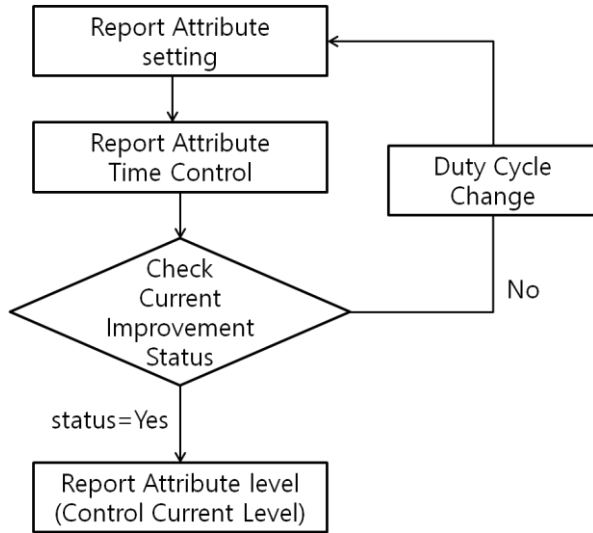 Report Attribute
setting
Report Attribute
Time Control
Duty Cycle
Change
Check
Current
Improvement
Status
No
status=Yes
Report Attribute level
(Control Current Level)